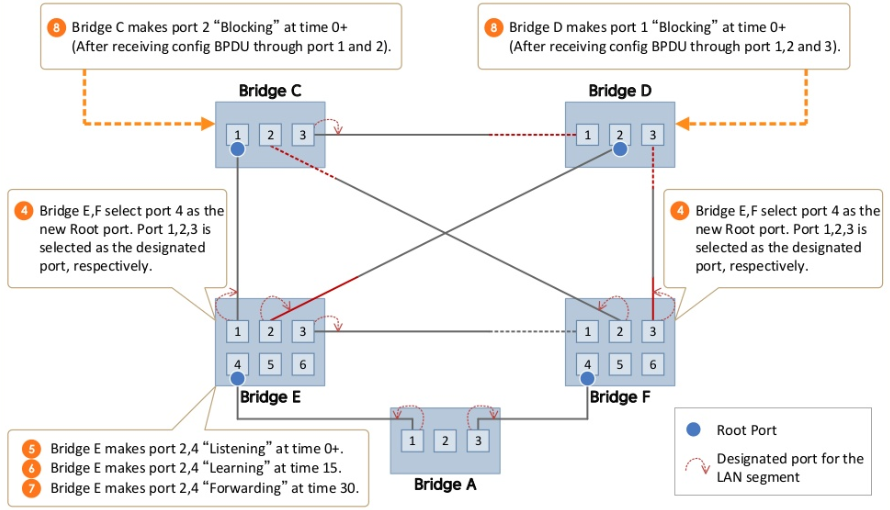 8 Bridge C makes port 2 “Blocking” at time 0+
(After receiving config BPDU through port 1 and 2).
8 Bridge D makes port 1 “Blocking” at time 0+
(After receiving config BPDU through port 1,2 and 3).
Bridge C
1 2 3
Bridge D
1 2 3
4 Bridge E,F select port 4 as the
new Root port. Port 1,2,3 is
selected as the designated
port, respectively.
4 Bridge E,F select port 4 as the
new Root port. Port 1,2,3 is
selected as the designated
port, respectively.
1 2 3
4 5 6
Bridge E
1 2 3
4 5 6
Bridge F
1 2 3
Bridge A
5 Bridge E makes port 2,4 “Listening” at time 0+.
6 Bridge E makes port 2,4 “Learning” at time 15.
7 Bridge E makes port 2,4 “Forwarding” at time 30.
Root Port
Designated port for the
LAN segment